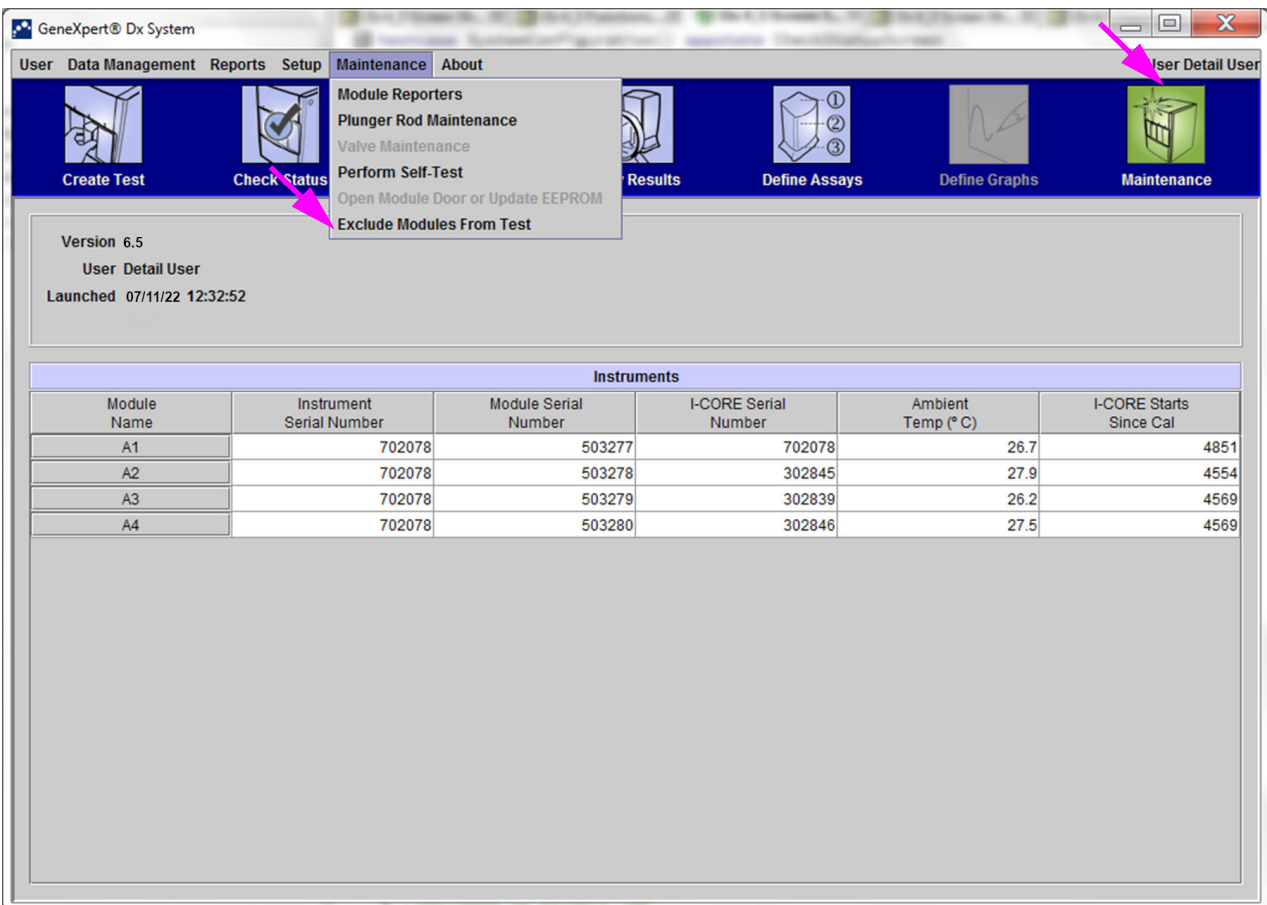 GeneXpert® Dx System
User Data Management Reports Setup Maintenance About User Detail User
Module Reporters
Plunger Rod Maintenance
Valve Maintenance
Perform Self-Test
Open Module Door or Update EEPROM
Exclude Modules From Test
Create Test Check Status Results Define Assays Define Graphs Maintenance
1
2
3
Version 6.5
User Detail User
Launched 07/11/22 12:32:52
Instruments
Module Name Instrument Serial Number Module Serial Number I-CORE Serial Number Ambient Temp (º C) I-CORE Starts Since Cal
A1 702078 503277 702078 26.7 4851
A2 702078 503278 302845 27.9 4554
A3 702078 503279 302839 26.2 4569
A4 702078 503280 302846 27.5 4569